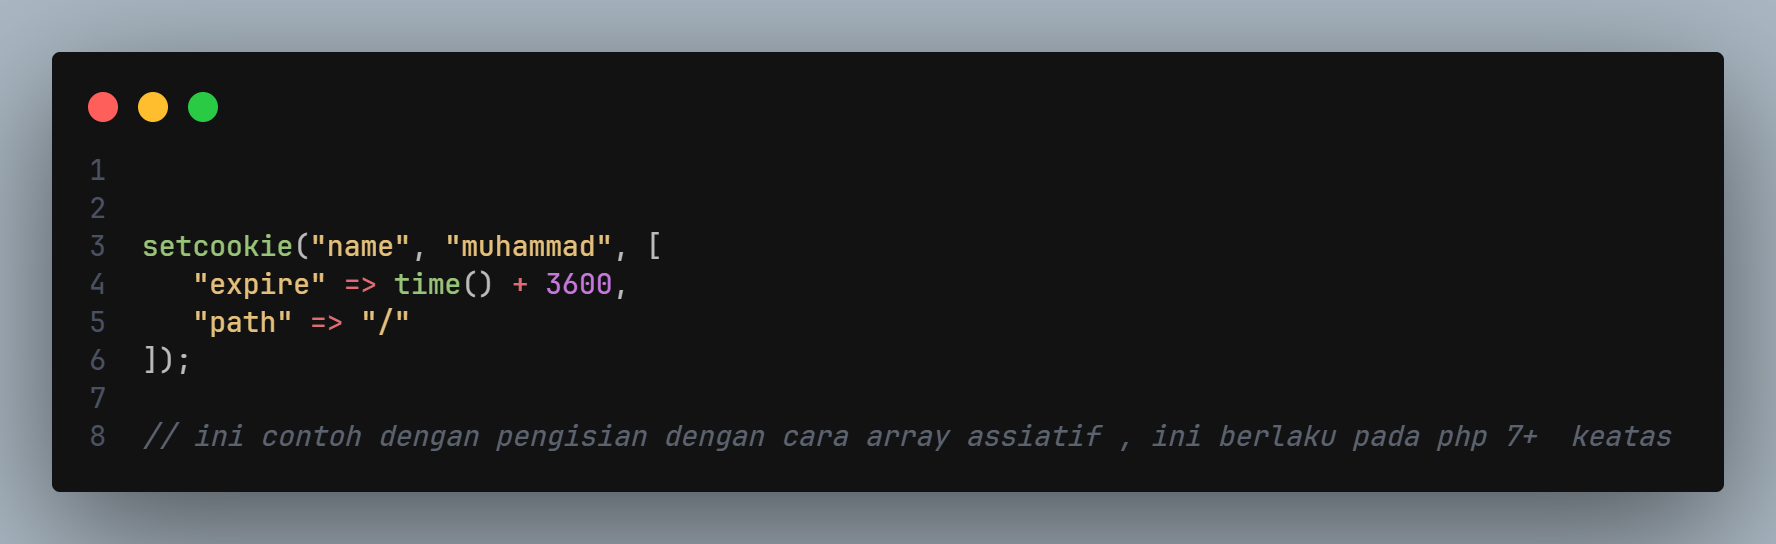 1
2
3 setcookie("name", "muhammad", [
4    "expire" => time() + 3600,
5    "path" => "/"
6 ]);
7
8 // ini contoh dengan pengisian dengan cara array assiatif , ini berlaku pada php 7+  keatas